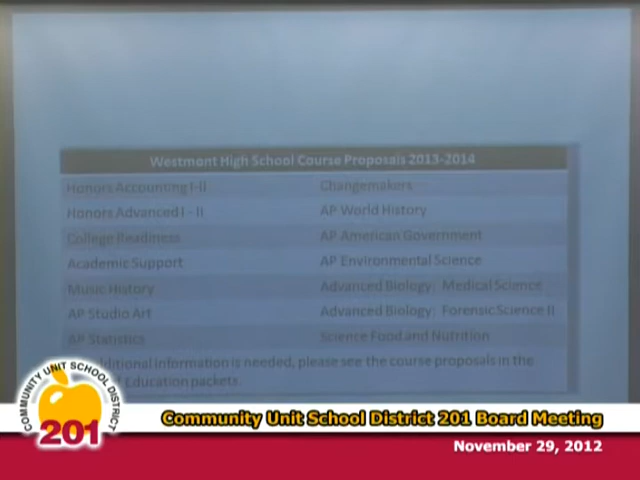 Westmont High School Course Proposals 2013-2014
Honors Accounting I-II
Changemakers
Honors Advanced I - II
AP World History
College Readiness
AP American Government
Academic Support
AP Environmental Science
Music History
Advanced Biology: Medical Science
AP Studio Art
Advanced Biology: Forensic Science II
AP Statistics
Science Food and Nutrition
additional information is needed, please see the course proposals in the
Education packets.
COMMUNITY UNIT SCHOOL DISTRICT
201
Community Unit School District 201 Board Meeting
November 29, 2012